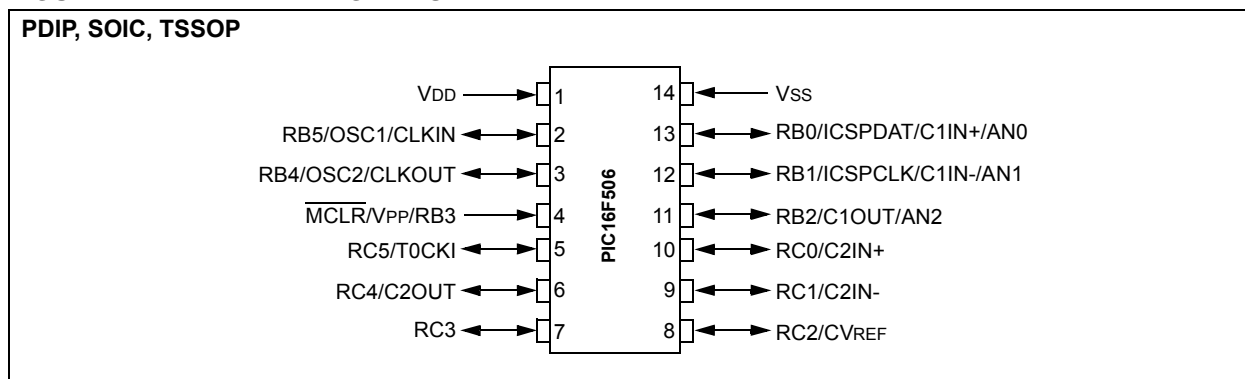 PDIP, SOIC, TSSOP
VDD 1 14 VSS
RB5/OSC1/CLKIN 2 13 RB0/ICSPDAT/C1IN+/AN0
RB4/OSC2/CLKOUT 3 12 RB1/ICSPCLK/C1IN-/AN1
MCLR/VPP/RB3 4 11 RB2/C1OUT/AN2
RC5/T0CKI 5 10 RC0/C2IN+
RC4/C2OUT 6 9 RC1/C2IN-
RC3 7 8 RC2/CVREF
PIC16F506